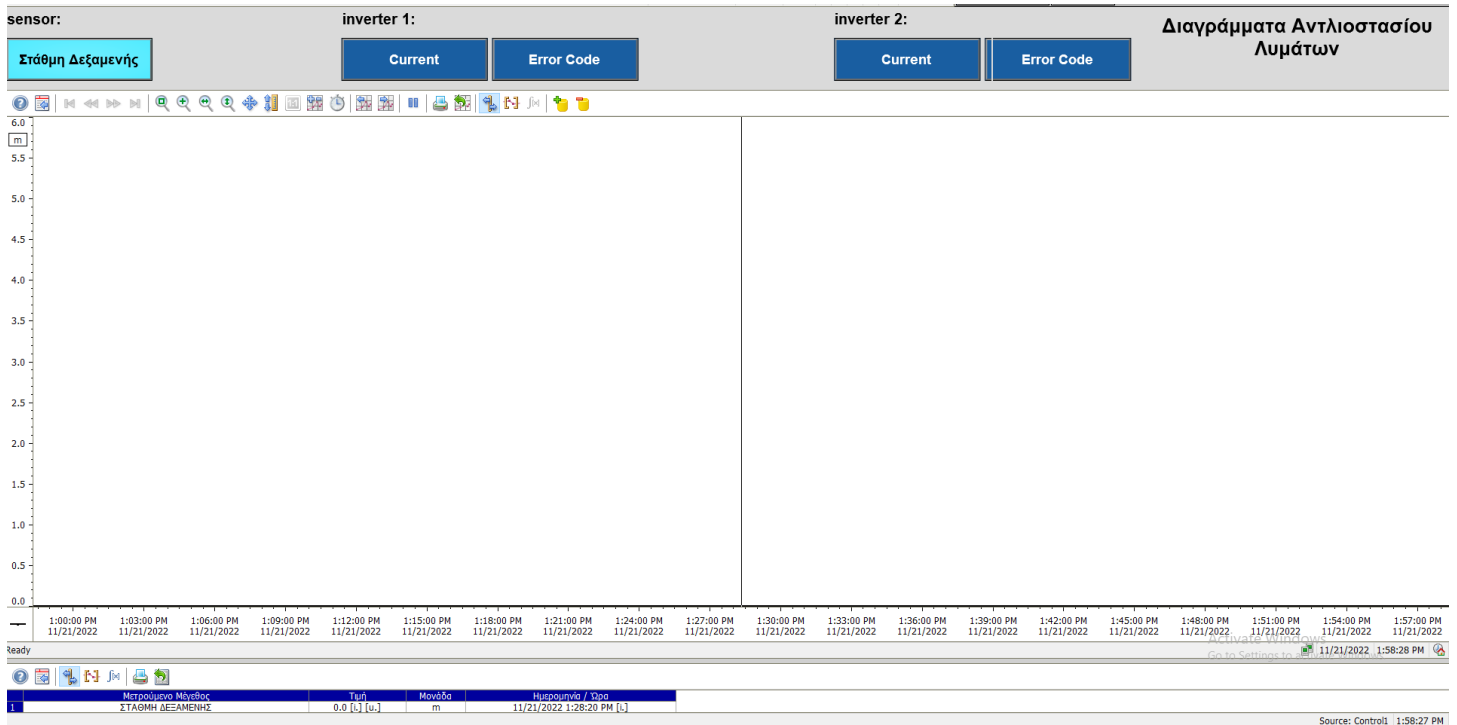 sensor:
inverter 1:
inverter 2:
Διαγράμματα Αντλιοστασίου
Λυμάτων
Στάθμη Δεξαμενής
Current
Error Code
Current
Error Code
6.0
m
5.5
5.0
4.5
4.0
3.5
3.0
2.5
2.0
1.5
1.0
0.5
0.0
1:00:00 PM 1:03:00 PM 1:06:00 PM 1:09:00 PM 1:12:00 PM 1:15:00 PM 1:18:00 PM 1:21:00 PM 1:24:00 PM 1:27:00 PM 1:30:00 PM 1:33:00 PM 1:36:00 PM 1:39:00 PM 1:42:00 PM 1:45:00 PM 1:48:00 PM 1:51:00 PM 1:54:00 PM 1:57:00 PM
11/21/2022 11/21/2022 11/21/2022 11/21/2022 11/21/2022 11/21/2022 11/21/2022 11/21/2022 11/21/2022 11/21/2022 11/21/2022 11/21/2022 11/21/2022 11/21/2022 11/21/2022 11/21/2022 11/21/2022 11/21/2022 11/21/2022 11/21/2022
Activate Windows
Ready
11/21/2022 1:58:28 PM
Go to Settings to activate Windows.
Μετρούμενο Μέγεθος Τιμή Μονάδα Ημερομηνία / Ώρα
1 ΣΤΑΘΜΗ ΔΕΞΑΜΕΝΗΣ 0.0 [i.] [u.] m 11/21/2022 1:28:20 PM [i.]
Source: Control1 1:58:27 PM